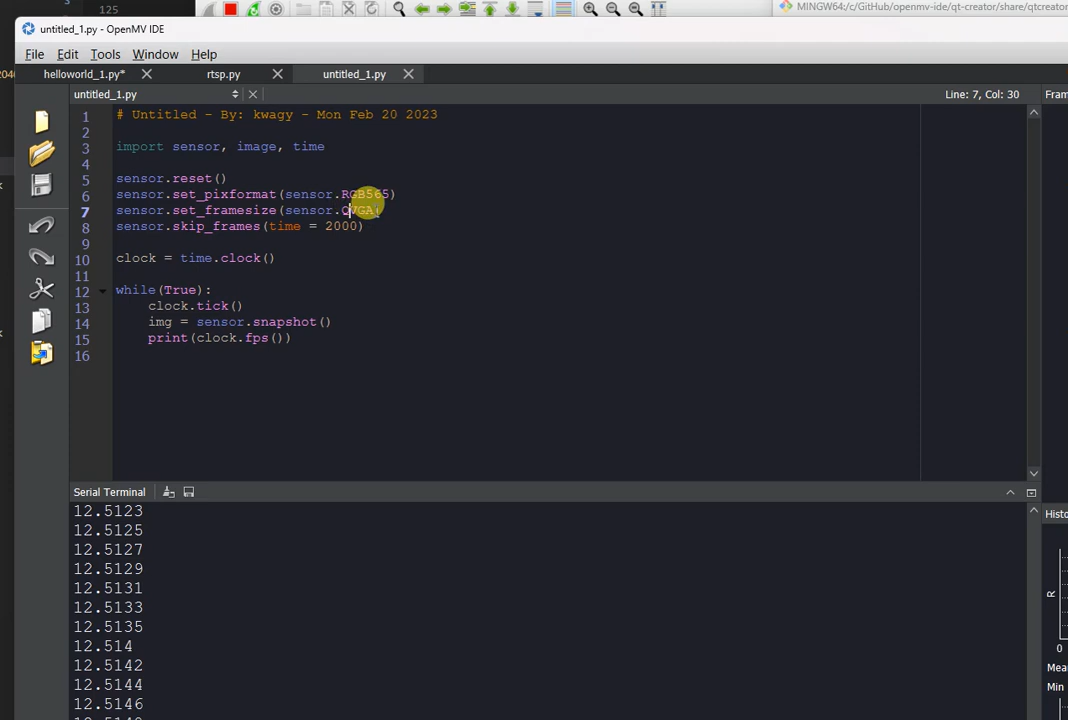 125
MINGW64:/c/GitHub/openmv-ide/qt-creator/share/qtcreator
untitled_1.py - OpenMV IDE
File Edit Tools Window Help
helloworld_1.py*
rtsp.py
untitled_1.py
untitled_1.py
Line: 7, Col: 30
Fram
1 # Untitled - By: kwagy - Mon Feb 20 2023
2
3 import sensor, image, time
4
5 sensor.reset()
6 sensor.set_pixformat(sensor.RGB565)
7 sensor.set_framesize(sensor.QVGA)
8 sensor.skip_frames(time = 2000)
9
10 clock = time.clock()
11
12 while(True):
13 clock.tick()
14 img = sensor.snapshot()
15 print(clock.fps())
16
Serial Terminal
12.5123
12.5125
12.5127
12.5129
12.5131
12.5133
12.5135
12.514
12.5142
12.5144
12.5146
Histo
R
0
Mea
Min